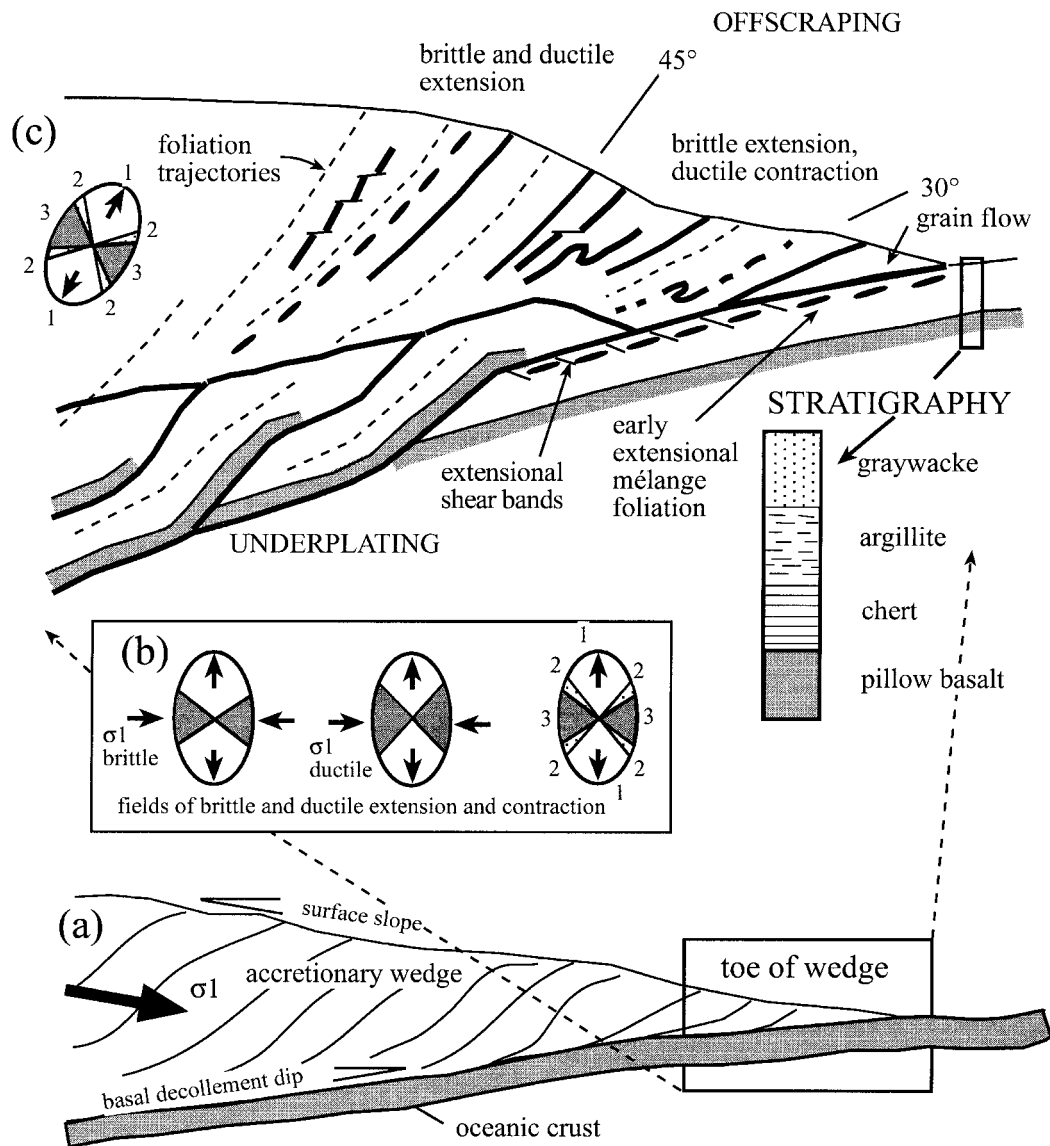 OFFSCRAPING
brittle and ductile
extension
45°
(c)
foliation
trajectories
brittle extension,
ductile contraction
30°
grain flow
1
2
3
2
2
3
2
1
STRATIGRAPHY
early
extensional
mélange
foliation
extensional
shear bands
graywacke
UNDERPLATING
argillite
chert
pillow basalt
(b)
σ1
brittle
σ1
ductile
1
2
2
3
3
2
2
1
fields of brittle and ductile extension and contraction
(a)
surface slope
accretionary wedge
toe of wedge
σ1
basal decollement dip
oceanic crust